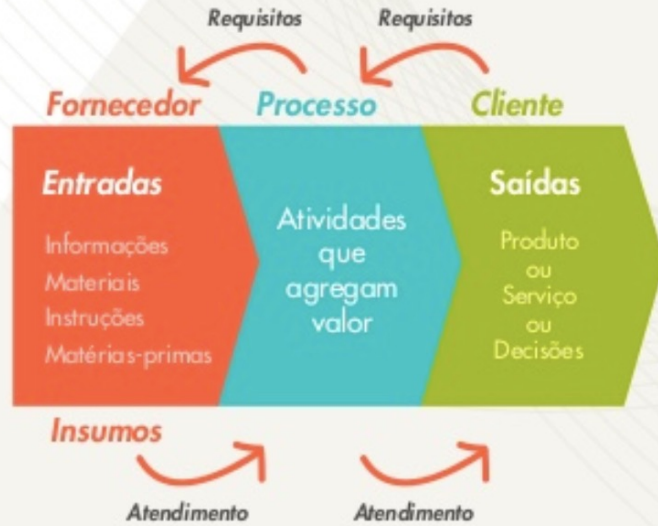 Requisitos Requisitos
Fornecedor Processo Cliente
Entradas
Informações
Materiais
Instruções
Matérias-primas
Atividades
que
agregam
valor
Saídas
Produto
ou
Serviço
ou
Decisões
Insumos
Atendimento Atendimento